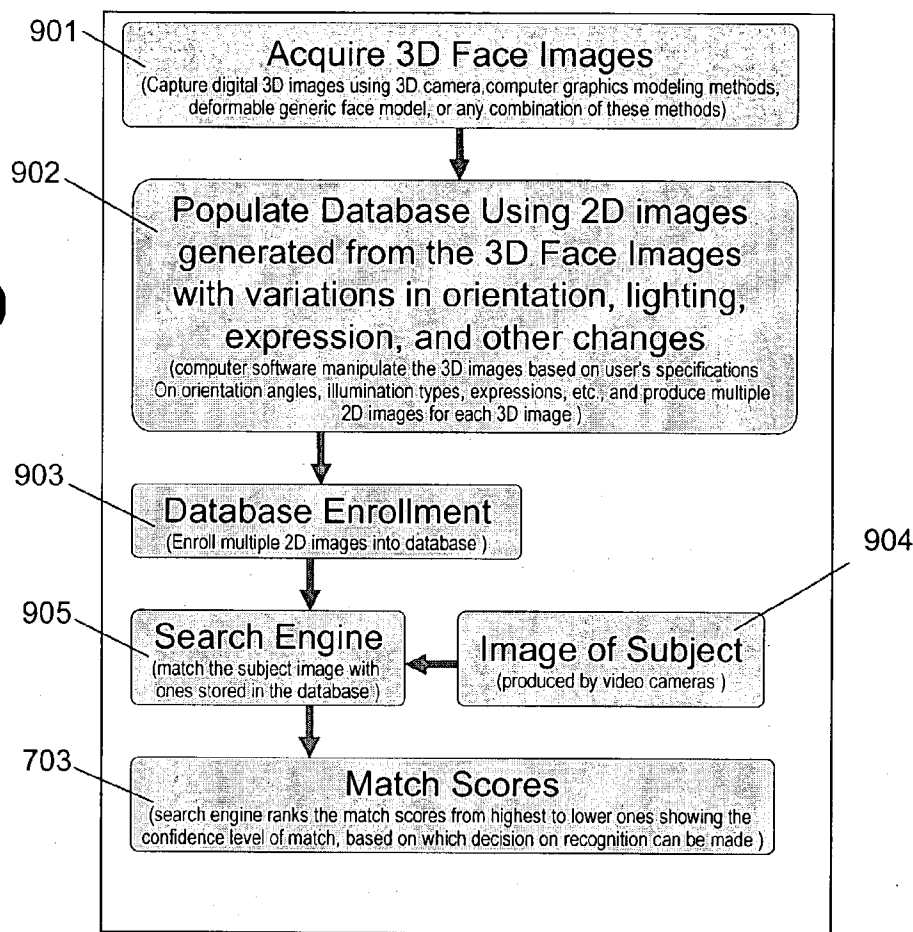 901
Acquire 3D Face Images
(Capture digital 3D images using 3D camera,computer graphics modeling methods,
deformable generic face model, or any combination of these methods)
902
Populate Database Using 2D images
generated from the 3D Face Images
with variations in orientation, lighting,
expression, and other changes
(computer software manipulate the 3D images based on user's specifications
On orientation angles, illumination types, expressions, etc., and produce multiple
2D images for each 3D image )
903
Database Enrollment
(Enroll multiple 2D images into database )
904
905
Search Engine
(match the subject image with
ones stored in the database )
Image of Subject
(produced by video cameras )
703
Match Scores
(search engine ranks the match scores from highest to lower ones showing the
confidence level of match, based on which decision on recognition can be made )